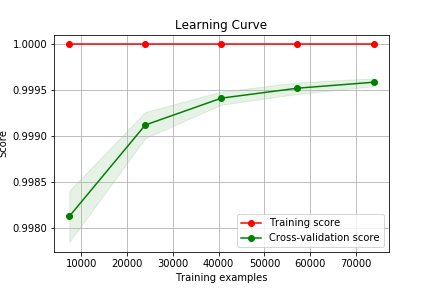 Learning Curve
1.0000
0.9995
0.9990
0.9985
0.9980
Score
10000 20000 30000 40000 50000 60000 70000
Training examples
Training score
Cross-validation score